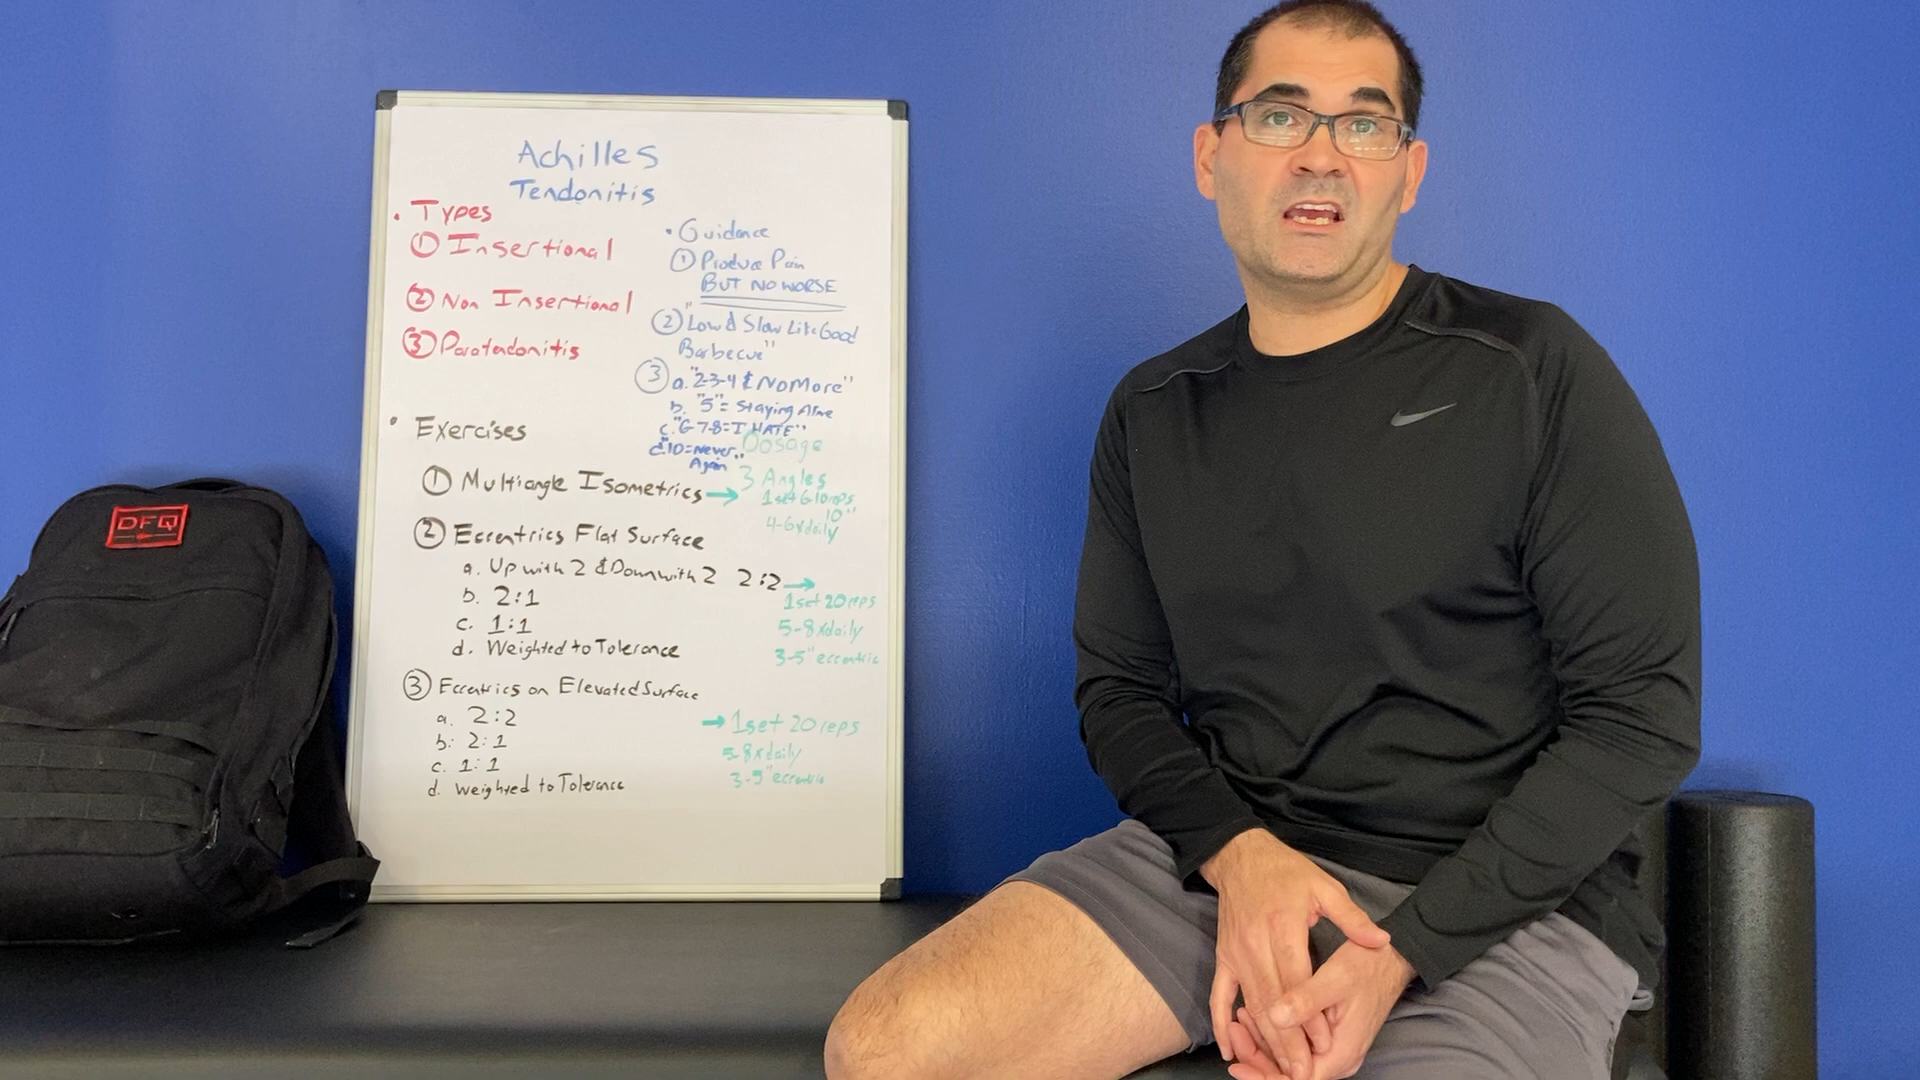 DFQ
Achilles
Tendonitis
• Types
① Insertional
② Non Insertional
③ Paratendonitis
• Guidance
① Produce Pain
BUT NO WORSE
② "Low & Slow Like Good
Barbecue"
③ a. "2-3-4 & No More"
b. "5" = Staying Alive
c. "6-7-8 = I HATE"
d. "10 = Never
Again"
• Exercises
Dosage
① Multiangle Isometrics →
3 Angles
1 set 6-10 reps
10"
4-6x daily
② Eccentrics Flat Surface
a. Up with 2 & Down with 2 2:2 →
b. 2:1
c. 1:1
d. Weighted to Tolerance
1 set 20 reps
5-8x daily
3-5" eccentric
③ Eccentrics on Elevated Surface
a. 2:2
b. 2:1
c. 1:1
d. Weighted to Tolerance
→ 1 set 20 reps
5-8x daily
3-5" eccentric